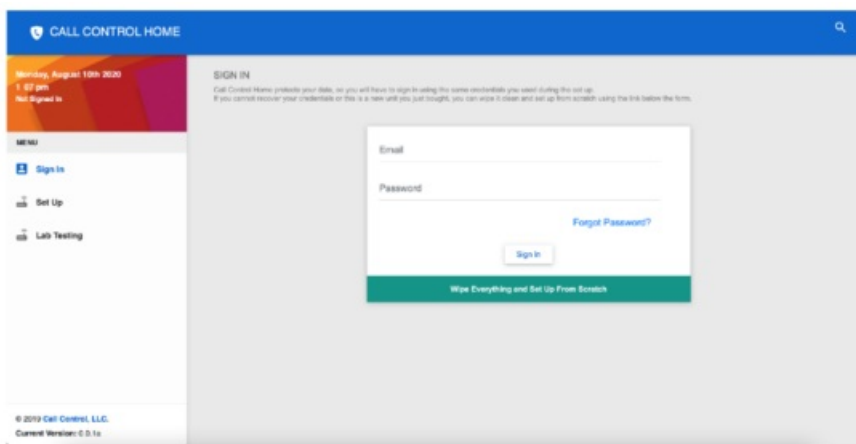 CALL CONTROL HOME
Monday, August 10th 2020
1:07 pm
Not Signed In
MENU
Sign In
Set Up
Lab Testing
© 2019 Call Control, LLC.
Current Version: 0.0.1a
SIGN IN
Call Control Home protects your data, so you will have to sign in using the same credentials you used during the set up.
If you cannot recover your credentials or this is a new unit you just bought, you can wipe it clean and set up from scratch using the link below the form.
Email
Password
Forgot Password?
Sign In
Wipe Everything and Set Up From Scratch